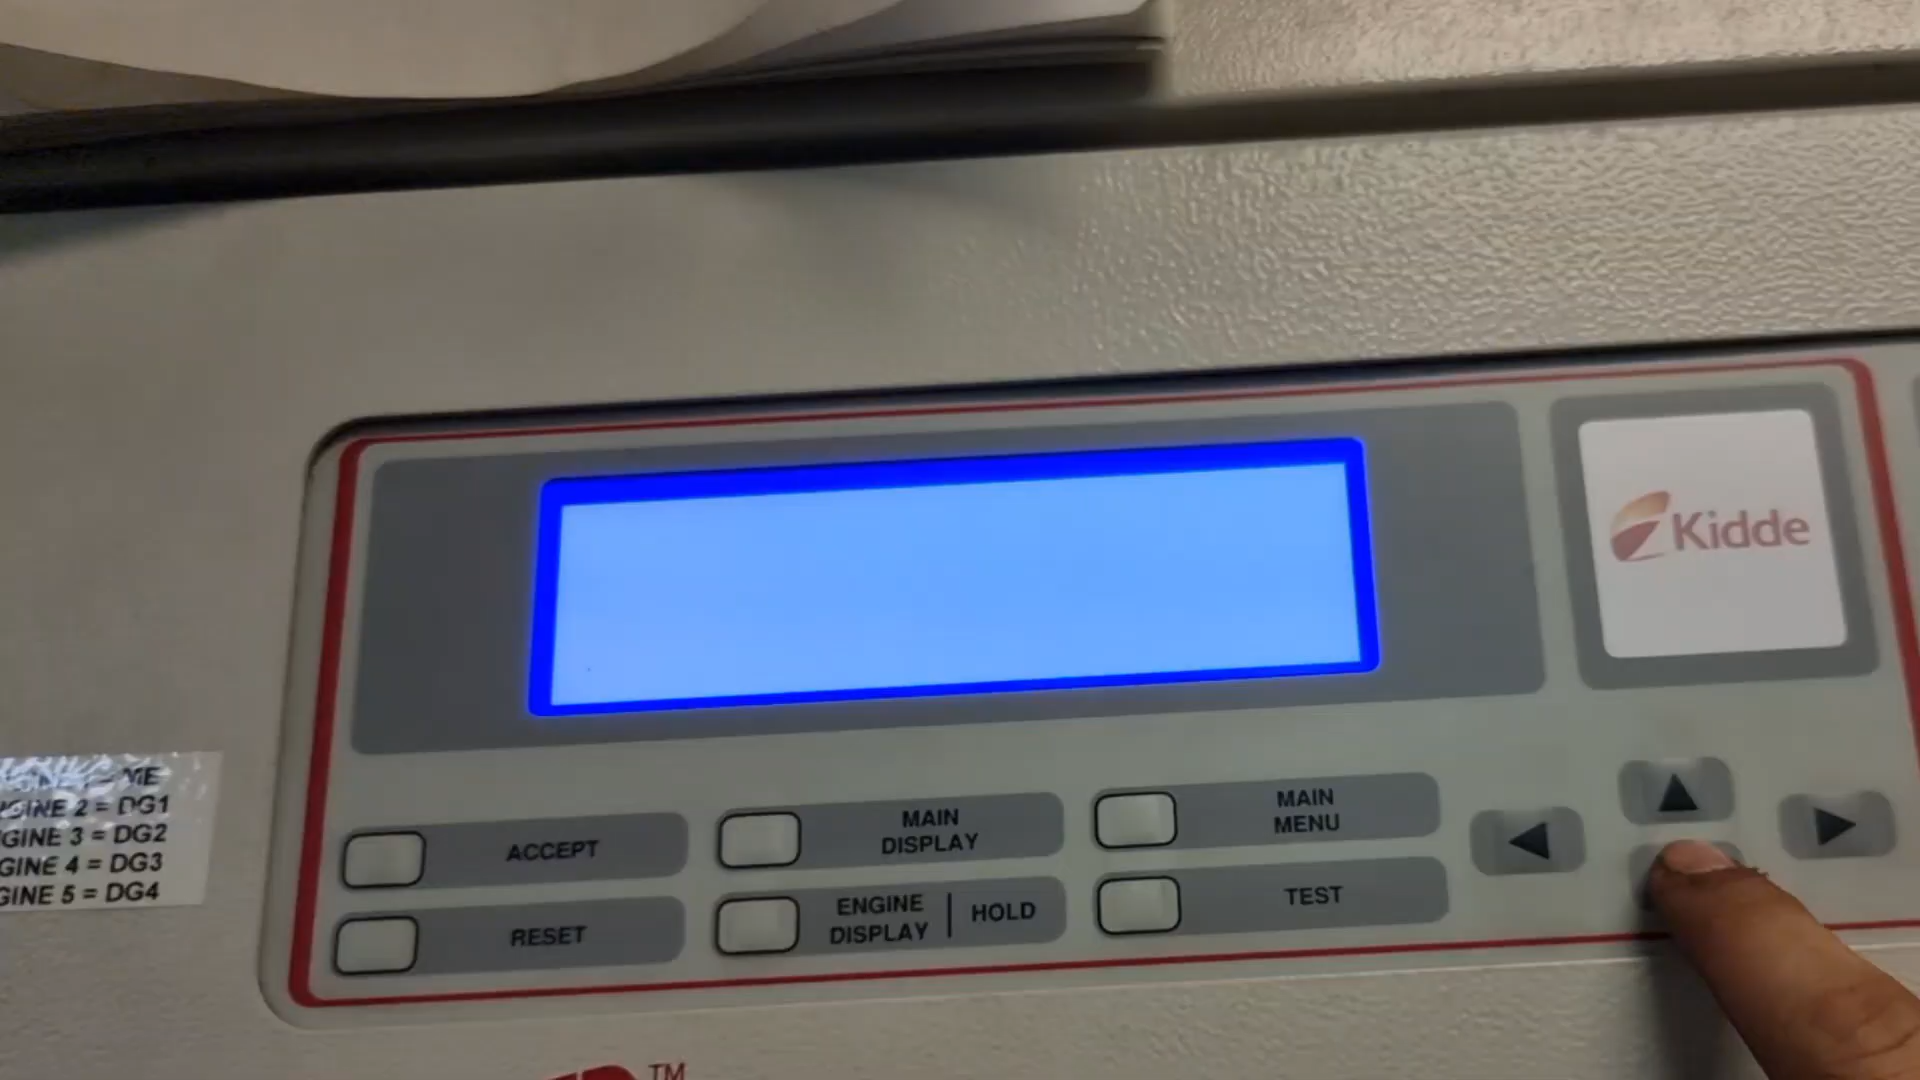 Kidde
ME
GINE 2 = DG1
GINE 3 = DG2
GINE 4 = DG3
GINE 5 = DG4
ACCEPT
MAIN
DISPLAY
MAIN
MENU
RESET
ENGINE
DISPLAY
HOLD
TEST
TM